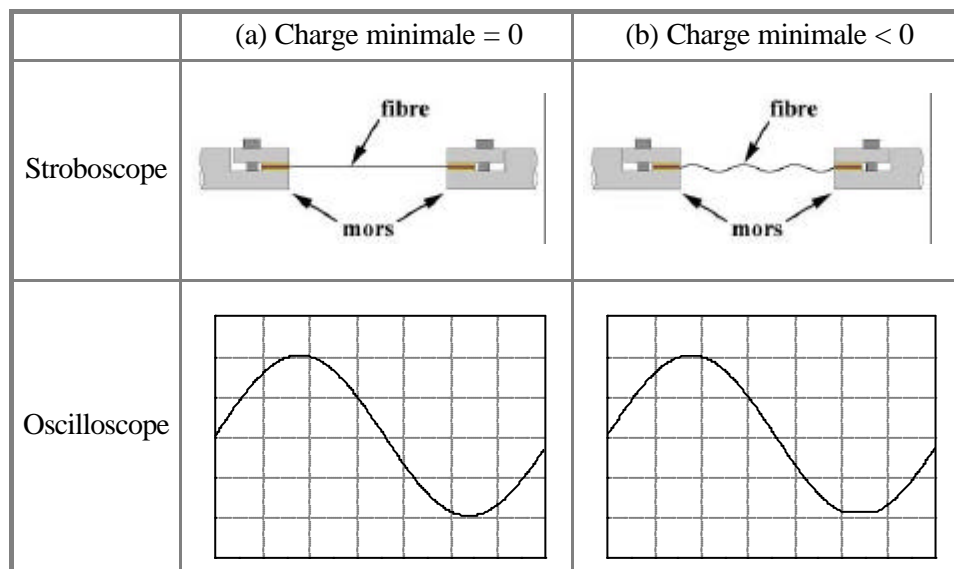 (a) Charge minimale = 0
(b) Charge minimale < 0
Stroboscope
fibre
mors
fibre
mors
Oscilloscope